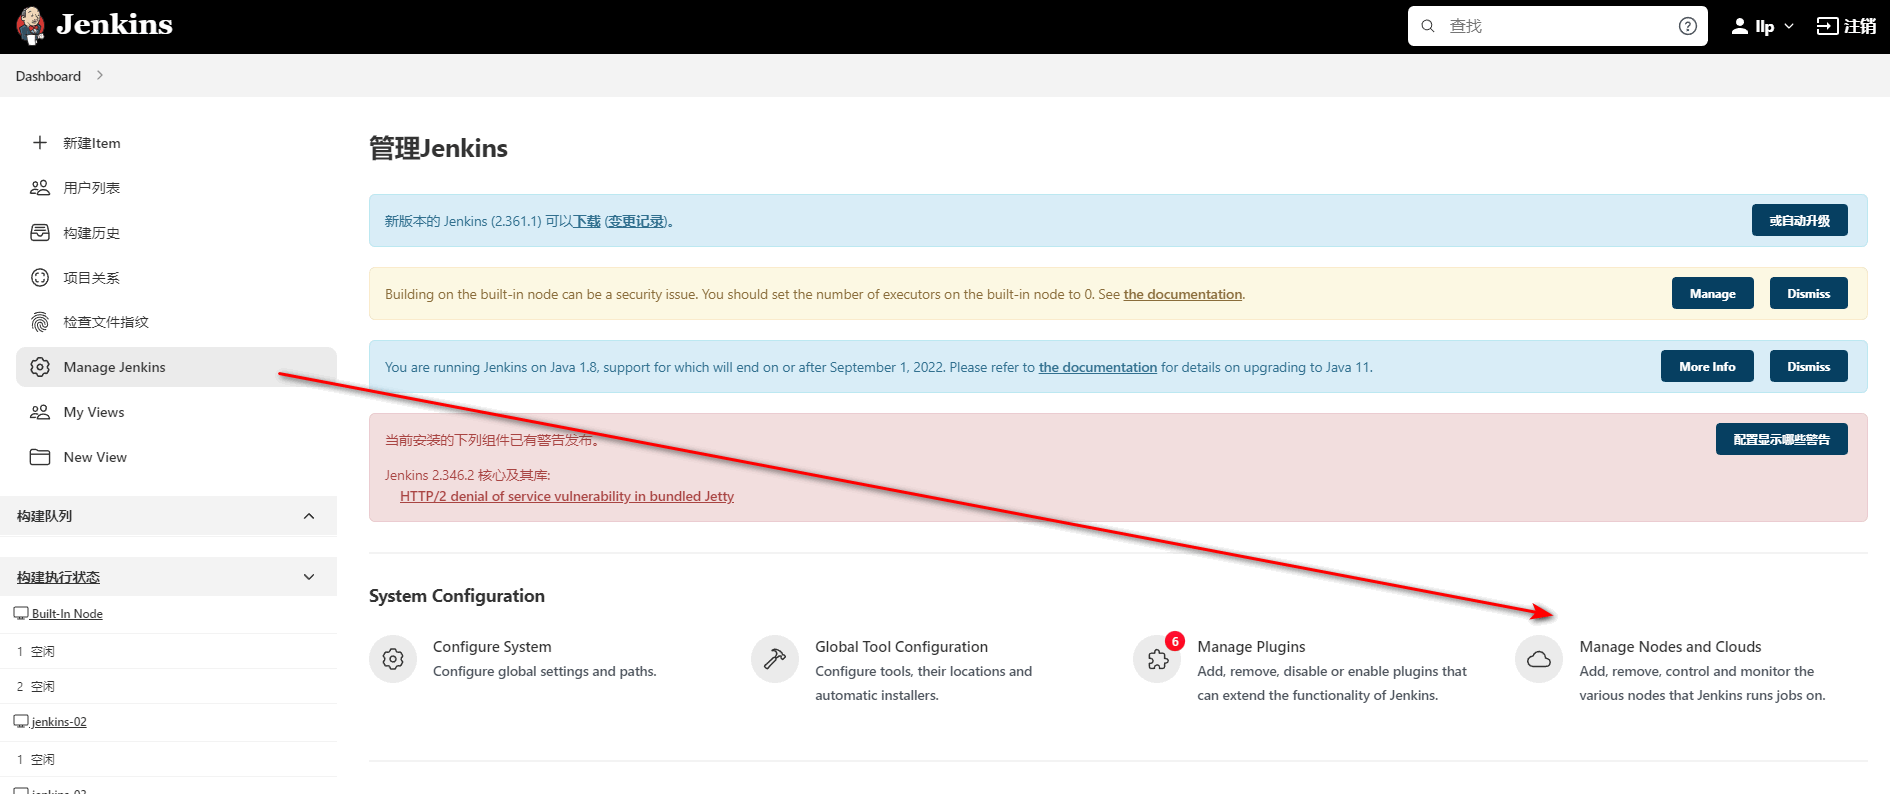 Jenkins
查找
llp
注销
Dashboard
新建Item
用户列表
构建历史
项目关系
检查文件指纹
Manage Jenkins
My Views
New View
构建队列
构建执行状态
Built-In Node
1 空闲
2 空闲
jenkins-02
1 空闲
管理Jenkins
新版本的 Jenkins (2.361.1) 可以下载 (变更记录)。
或自动升级
Building on the built-in node can be a security issue. You should set the number of executors on the built-in node to 0. See the documentation.
Manage
Dismiss
You are running Jenkins on Java 1.8, support for which will end on or after September 1, 2022. Please refer to the documentation for details on upgrading to Java 11.
More Info
Dismiss
当前安装的下列组件已有警告发布。
配置显示哪些警告
Jenkins 2.346.2 核心及其库:
HTTP/2 denial of service vulnerability in bundled Jetty
System Configuration
Configure System
Configure global settings and paths.
Global Tool Configuration
Configure tools, their locations and
automatic installers.
6
Manage Plugins
Add, remove, disable or enable plugins that
can extend the functionality of Jenkins.
Manage Nodes and Clouds
Add, remove, control and monitor the
various nodes that Jenkins runs jobs on.